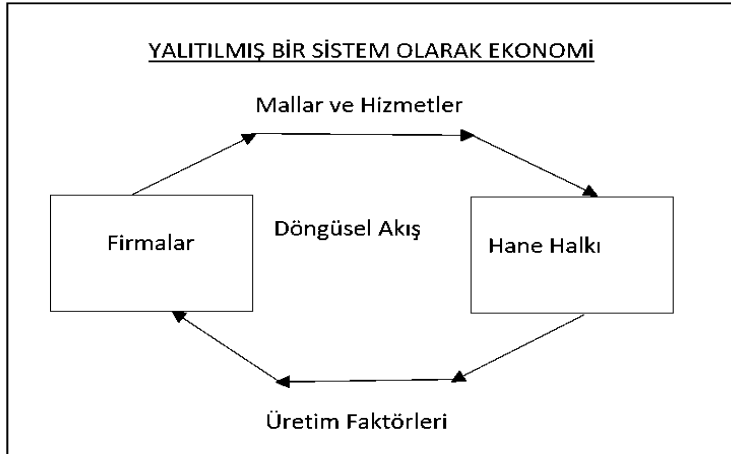 YALITILMIŞ BİR SİSTEM OLARAK EKONOMİ
Mallar ve Hizmetler
Firmalar
Döngüsel Akış
Hane Halkı
Üretim Faktörleri